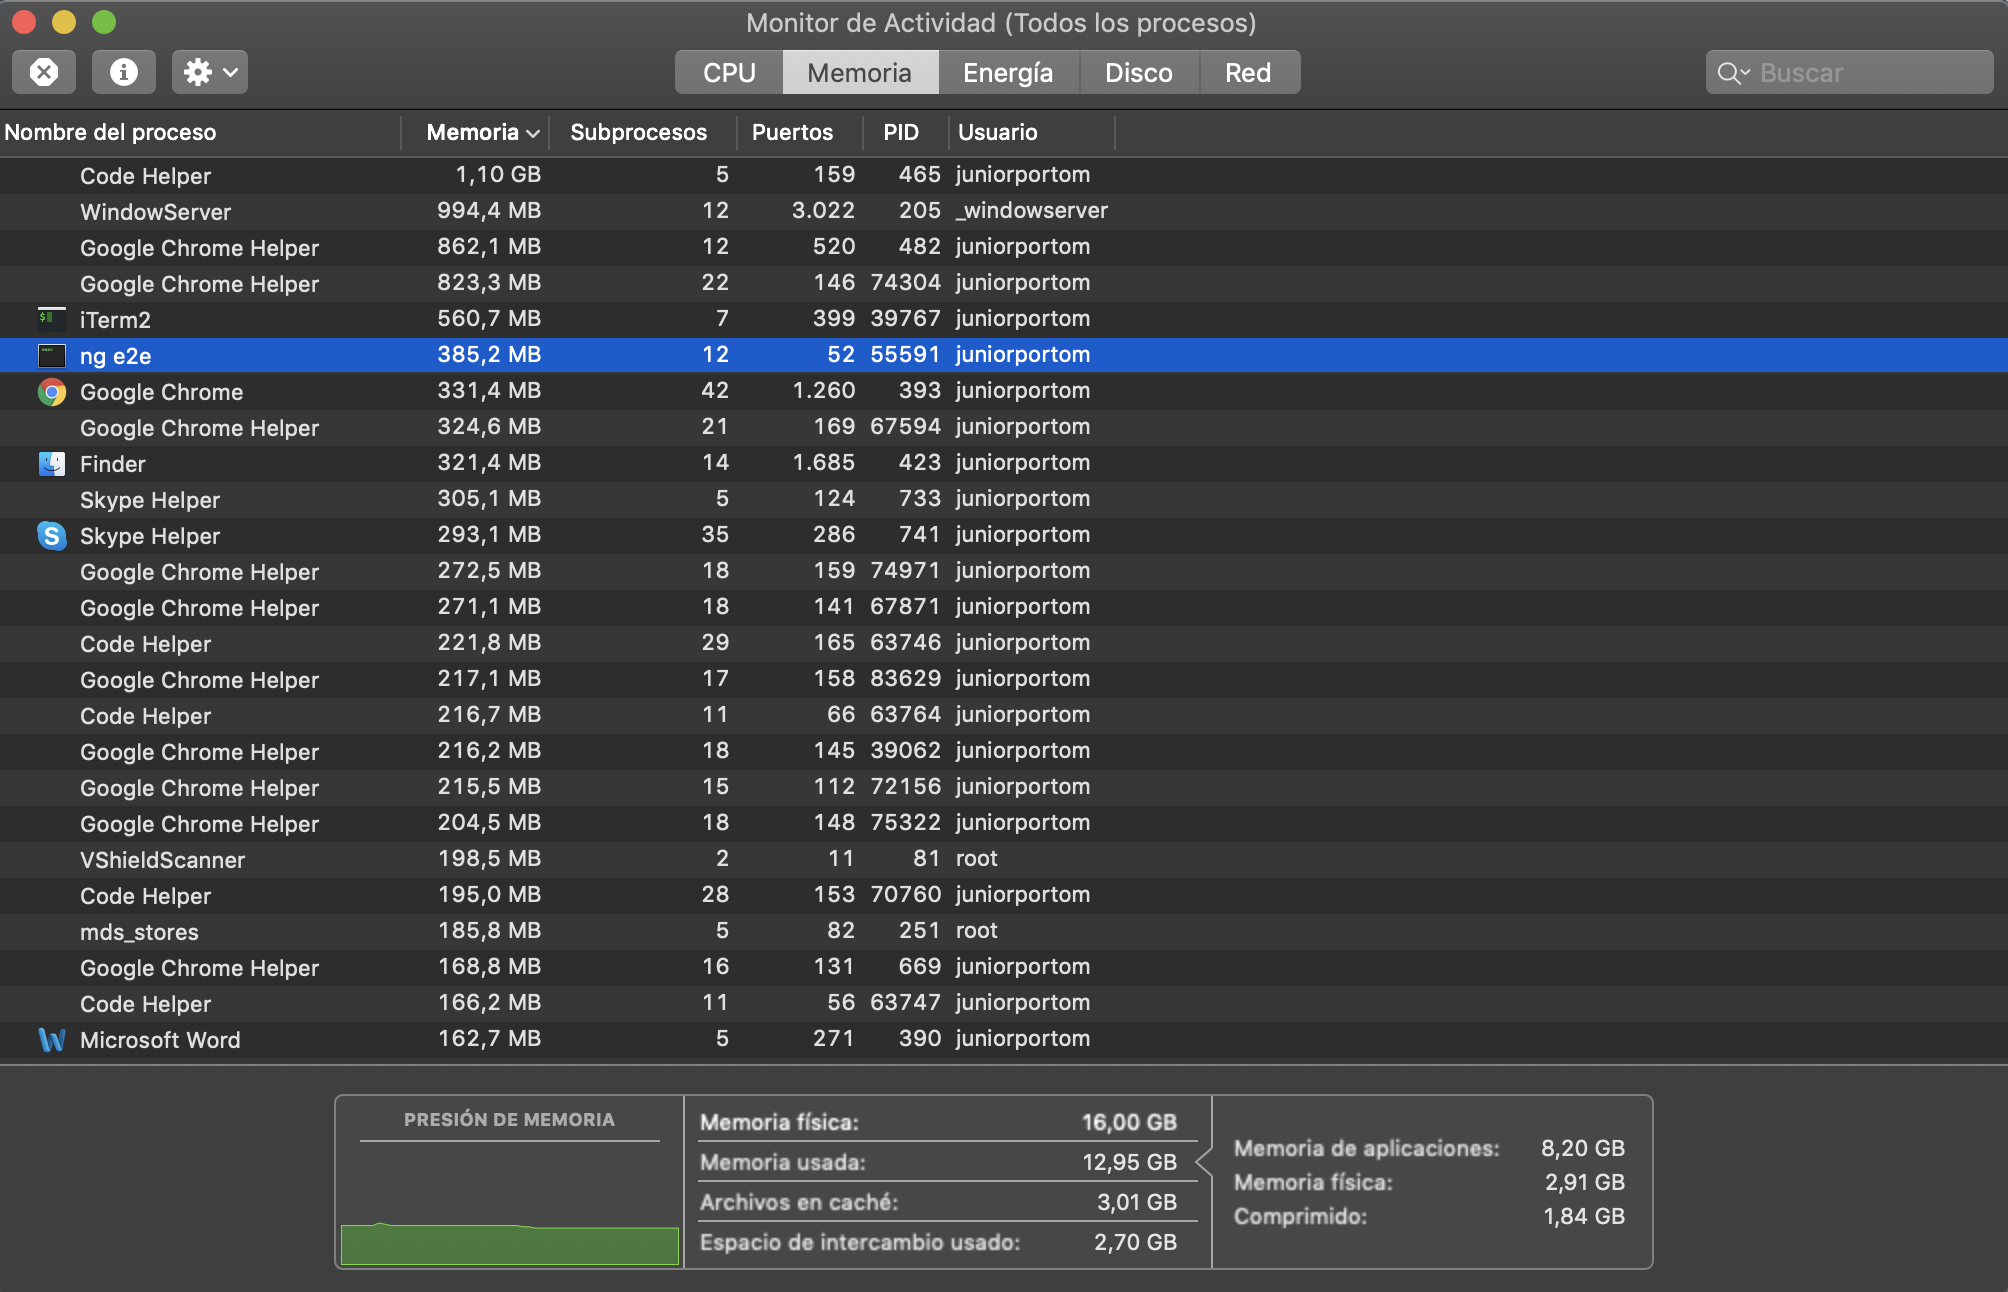 Monitor de Actividad (Todos los procesos)
CPU Memoria Energía Disco Red Buscar
Nombre del proceso Memoria Subprocesos Puertos PID Usuario
Code Helper 1,10 GB 5 159 465 juniorportom
WindowServer 994,4 MB 12 3.022 205 _windowserver
Google Chrome Helper 862,1 MB 12 520 482 juniorportom
Google Chrome Helper 823,3 MB 22 146 74304 juniorportom
iTerm2 560,7 MB 7 399 39767 juniorportom
ng e2e 385,2 MB 12 52 55591 juniorportom
Google Chrome 331,4 MB 42 1.260 393 juniorportom
Google Chrome Helper 324,6 MB 21 169 67594 juniorportom
Finder 321,4 MB 14 1.685 423 juniorportom
Skype Helper 305,1 MB 5 124 733 juniorportom
Skype Helper 293,1 MB 35 286 741 juniorportom
Google Chrome Helper 272,5 MB 18 159 74971 juniorportom
Google Chrome Helper 271,1 MB 18 141 67871 juniorportom
Code Helper 221,8 MB 29 165 63746 juniorportom
Google Chrome Helper 217,1 MB 17 158 83629 juniorportom
Code Helper 216,7 MB 11 66 63764 juniorportom
Google Chrome Helper 216,2 MB 18 145 39062 juniorportom
Google Chrome Helper 215,5 MB 15 112 72156 juniorportom
Google Chrome Helper 204,5 MB 18 148 75322 juniorportom
VShieldScanner 198,5 MB 2 11 81 root
Code Helper 195,0 MB 28 153 70760 juniorportom
mds_stores 185,8 MB 5 82 251 root
Google Chrome Helper 168,8 MB 16 131 669 juniorportom
Code Helper 166,2 MB 11 56 63747 juniorportom
Microsoft Word 162,7 MB 5 271 390 juniorportom
PRESIÓN DE MEMORIA
Memoria física: 16,00 GB
Memoria usada: 12,95 GB
Archivos en caché: 3,01 GB
Espacio de intercambio usado: 2,70 GB
Memoria de aplicaciones: 8,20 GB
Memoria física: 2,91 GB
Comprimido: 1,84 GB